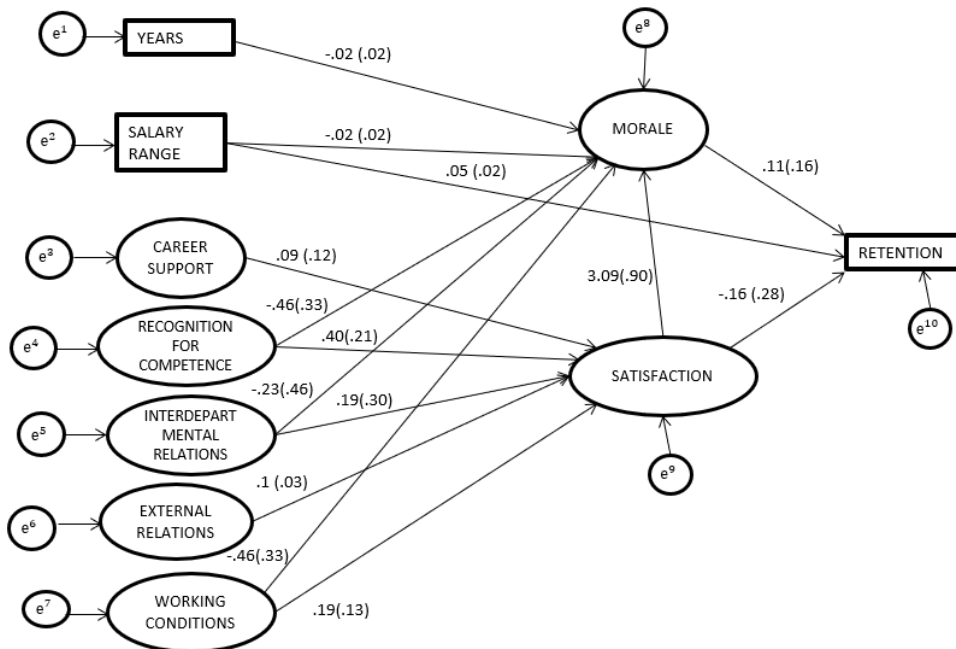 e¹
YEARS
-.02 (.02)
e⁸
MORALE
e²
SALARY
RANGE
-.02 (.02)
.05 (.02)
.11(.16)
e³
CAREER
SUPPORT
.09 (.12)
3.09(.90)
RETENTION
-.16 (.28)
e¹⁰
e⁴
RECOGNITION
FOR
COMPETENCE
-.46(.33)
.40(.21)
SATISFACTION
e⁵
INTERDEPART
MENTAL
RELATIONS
-.23(.46)
.19(.30)
e⁹
e⁶
EXTERNAL
RELATIONS
.1 (.03)
-.46(.33)
e⁷
WORKING
CONDITIONS
.19(.13)